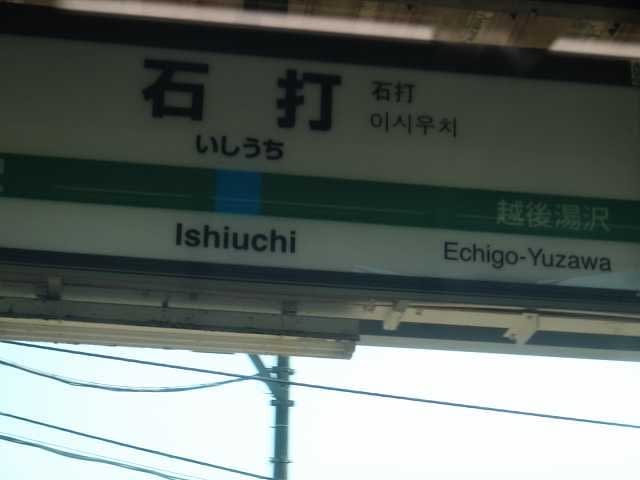 石打
石打
이시우치
いしうち
越後湯沢
Ishiuchi
Echigo-Yuzawa